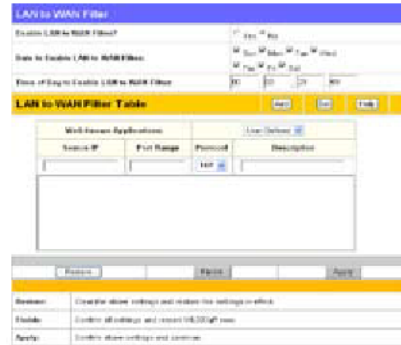 LAN to WAN Filter
Enable LAN to WAN Filter? Yes No
Date to Enable LAN to WAN Filter: Sun Mon Tue Wed
Thu Fri Sat
Time of Day to Enable LAN to WAN Filter:
LAN to WAN Filter Table Add Del Help
Well-known Applications User Defined
Source IP Port Range Protocol Description
Restore Finish Apply
Restore: Cancel the above settings and restore the settings in effect.
Finish: Confirm all settings and restart now.
Apply: Confirm above settings and continue.